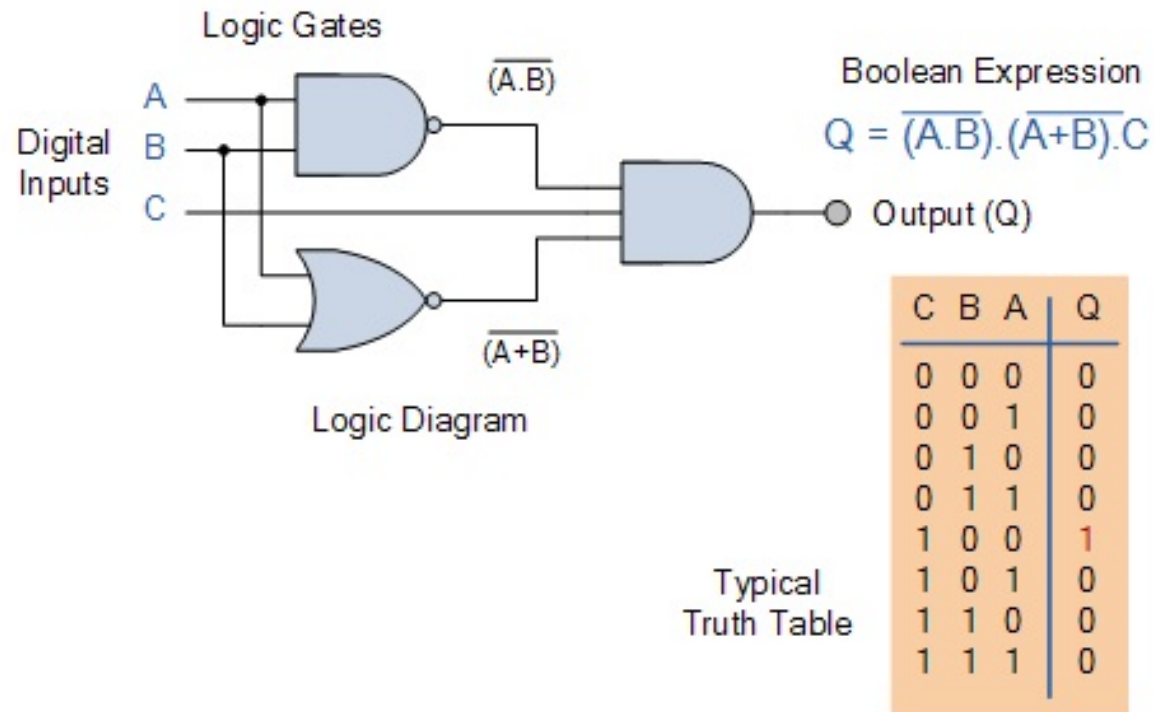 Logic Gates
A
B
C
Digital
Inputs
(A̅.̅B̅)
(A̅+̅B̅)
Logic Diagram
Boolean Expression
Q = (A̅.̅B̅).(A̅+̅B̅).C
Output (Q)
C B A Q
0 0 0 0
0 0 1 0
0 1 0 0
0 1 1 0
1 0 0 1
1 0 1 0
1 1 0 0
1 1 1 0
Typical
Truth Table